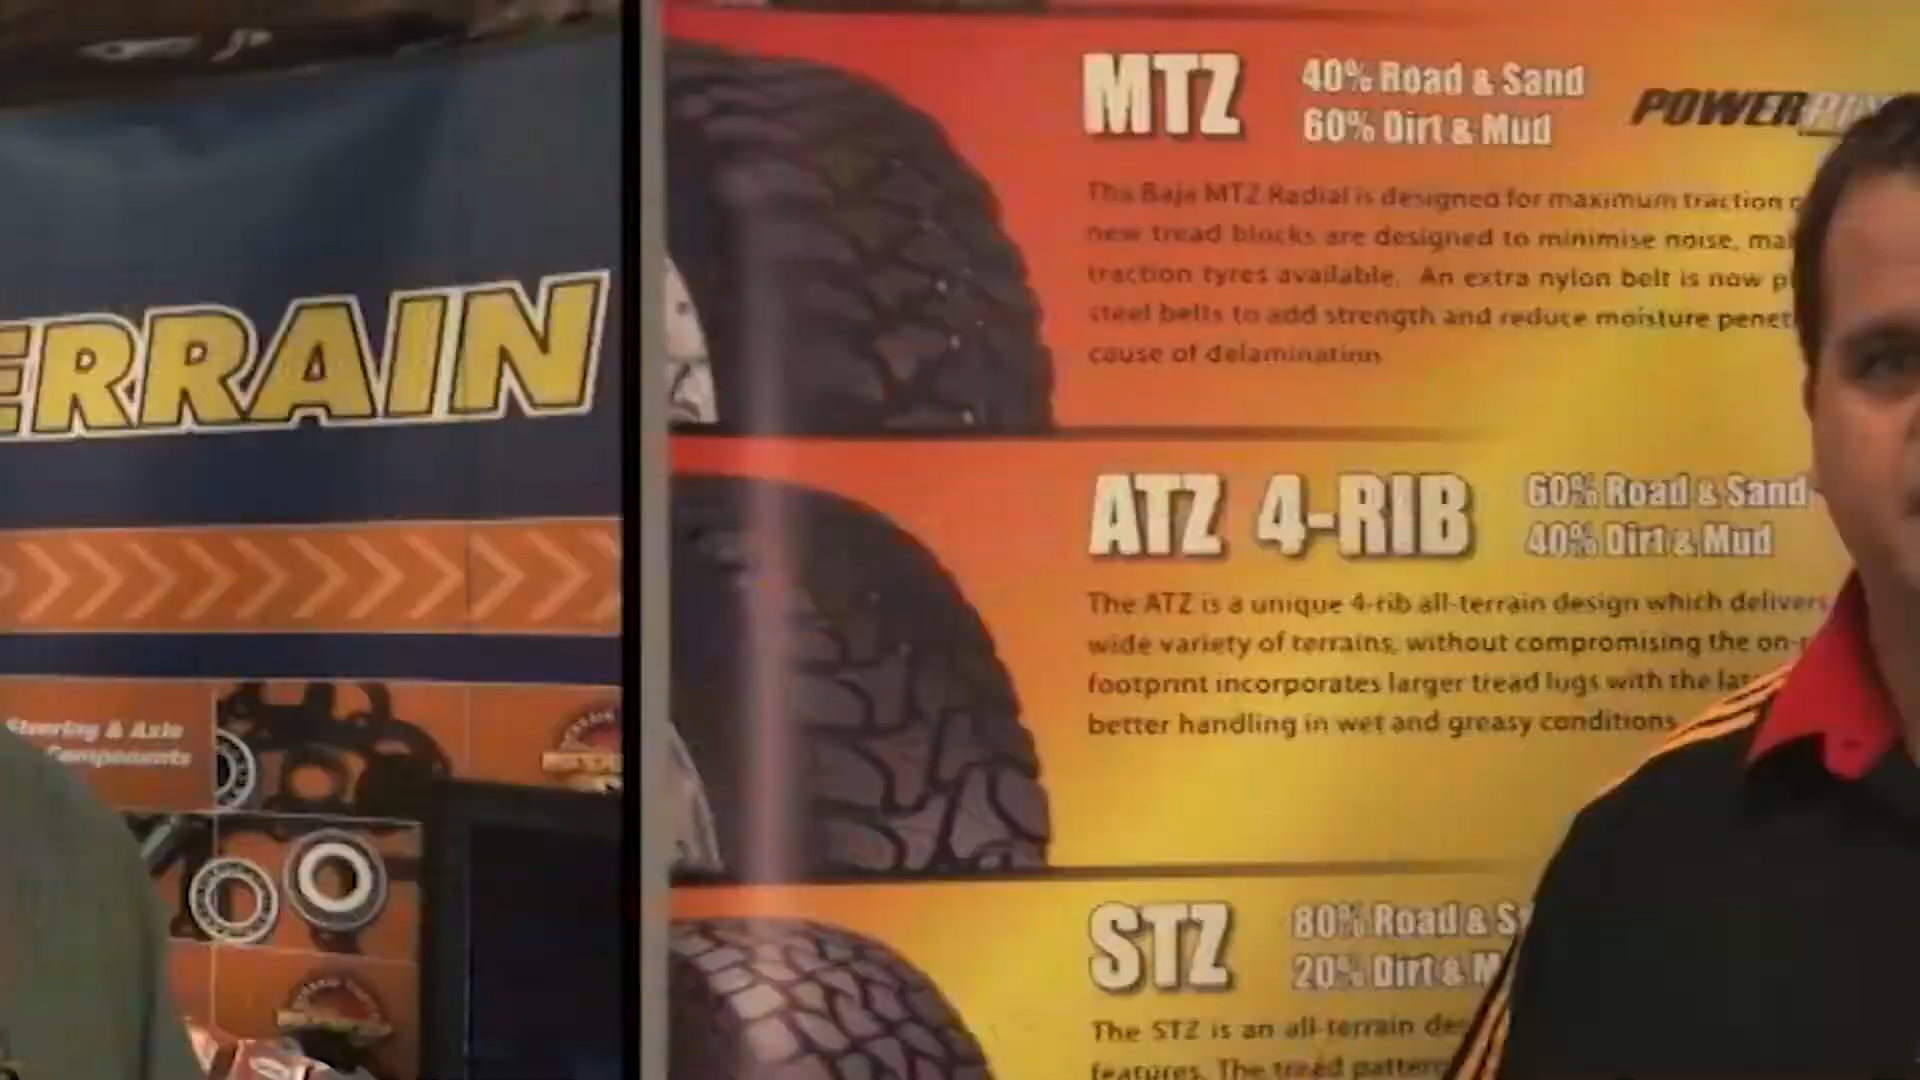 ERRAIN
Steering & Axle
Components
MTZ
40% Road & Sand
60% Dirt & Mud
POWER
The Baja MTZ Radial is designed for maximum traction
new tread blocks are designed to minimise noise,
traction tyres available. An extra nylon belt is now
steel belts to add strength and reduce moisture
cause of delamination
ATZ 4-RIB
60% Road & Sand
40% Dirt & Mud
The ATZ is a unique 4-rib all-terrain design which delivers
wide variety of terrains, without compromising the on-
footprint incorporates larger tread lugs with the
better handling in wet and greasy conditions
STZ
80% Road & S
20% Dirt & M
The STZ is an all-terrain
features. The tread pattern